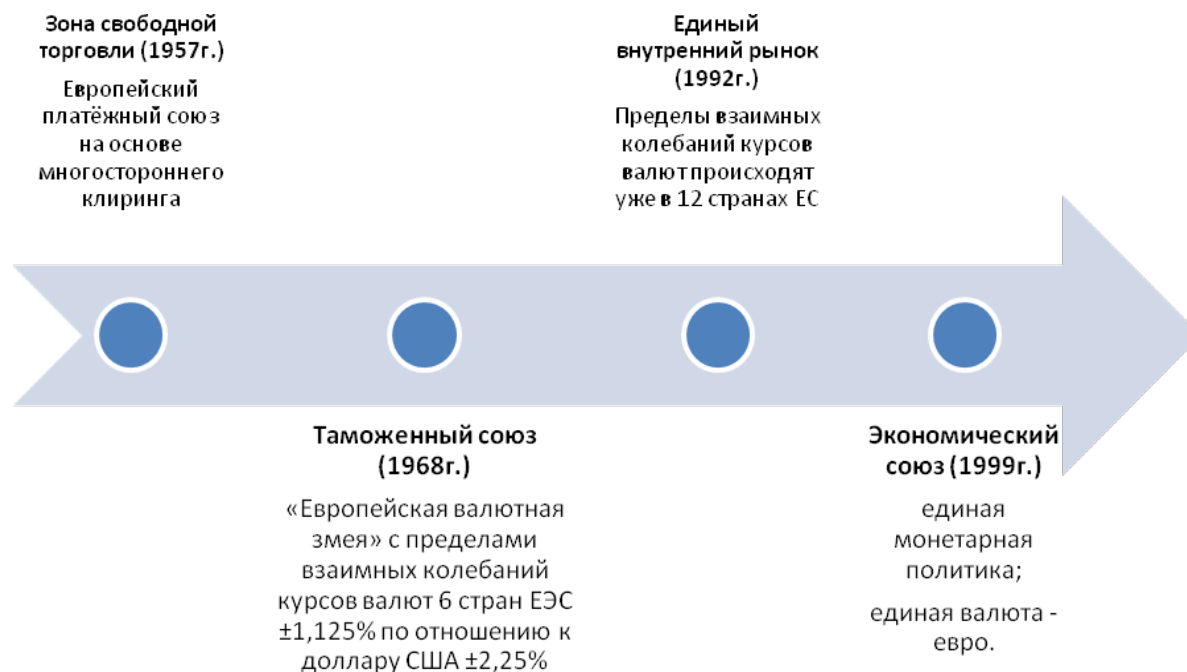 Зона свободной
торговли (1957г.)
Европейский
платёжный союз
на основе
многостороннего
клиринга
Таможенный союз
(1968г.)
«Европейская валютная
змея» с пределами
взаимных колебаний
курсов валют 6 стран ЕЭС
±1,125% по отношению к
доллару США ±2,25%
Единый
внутренний рынок
(1992г.)
Пределы взаимных
колебаний курсов
валют происходят
уже в 12 странах ЕС
Экономический
союз (1999г.)
единая
монетарная
политика;
единая валюта -
евро.